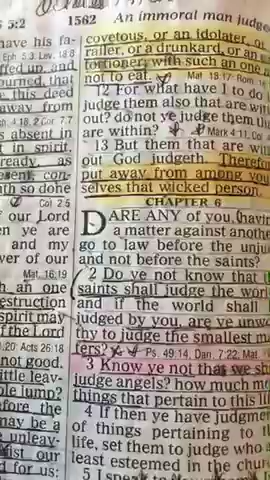 5:2 1562 An immoral man judge
have his fa-
Eph 5.3 Lev. 18:8
ffed up, and
ourned that
this deed
away from
4.18, 2 Cor 7.7
s absent in
in spirit,
ready, as
sent, con-
th so done
Col 2.5
our Lord
en ye are
and my
wer of our
Mat. 16:19
h an one
estruction
spirit may
f the Lord
.20: Acts 26:18
not good.
ittle leav-
le lump?
efore the
may be a
e unleav-
ist our
d for us:
covetous, or an idolater, or
railer, or a drunkard, or an
tortioner; with such an one
not to eat. Mat 18:17: Rom
12 For what have I to do
judge them also that are with
out? do not ye judge them th
are within? Mark 4:11, Col
13 But them that are with
out God judgeth. Therefor
put away from among you
selves that wicked person.
CHAPTER 6
DARE ANY of you, havin
a matter against anothe
go to law before the unju
and not before the saints?
2 Do ye not know that
saints shall judge the worl
and if the world shall
judged by you, are ye unwo
thy to judge the smallest ma
ters? Ps. 49:14, Dan. 7:22, Mat
3 Know ye not that we sh
judge angels? how much mo
things that pertain to this li
4 If then ye have judgmen
of things pertaining to t
life, set them to judge who a
least esteemed in the chur
5 I speak to